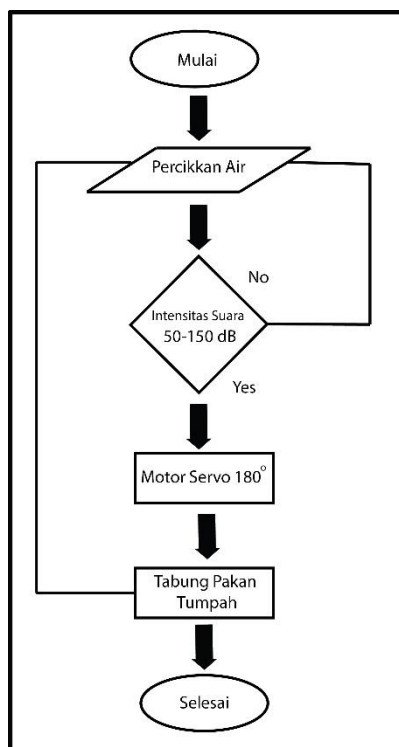 Mulai
Percikkan Air
No
Intensitas Suara
50-150 dB
Yes
Motor Servo 180°
Tabung Pakan
Tumpah
Selesai